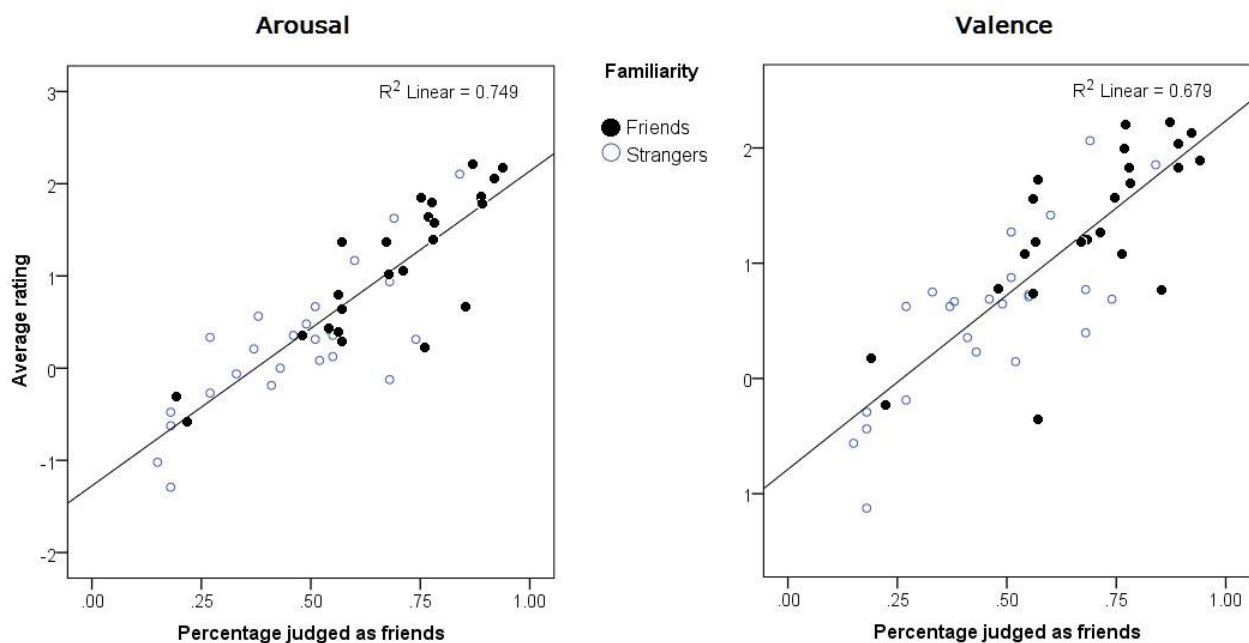 Arousal
Valence
R² Linear = 0.749
Familiarity
Friends
Strangers
R² Linear = 0.679
Average rating
3
2
1
0
-1
-2
.00 .25 .50 .75 1.00
Percentage judged as friends
2
1
0
1
.00 .25 .50 .75 1.00
Percentage judged as friends